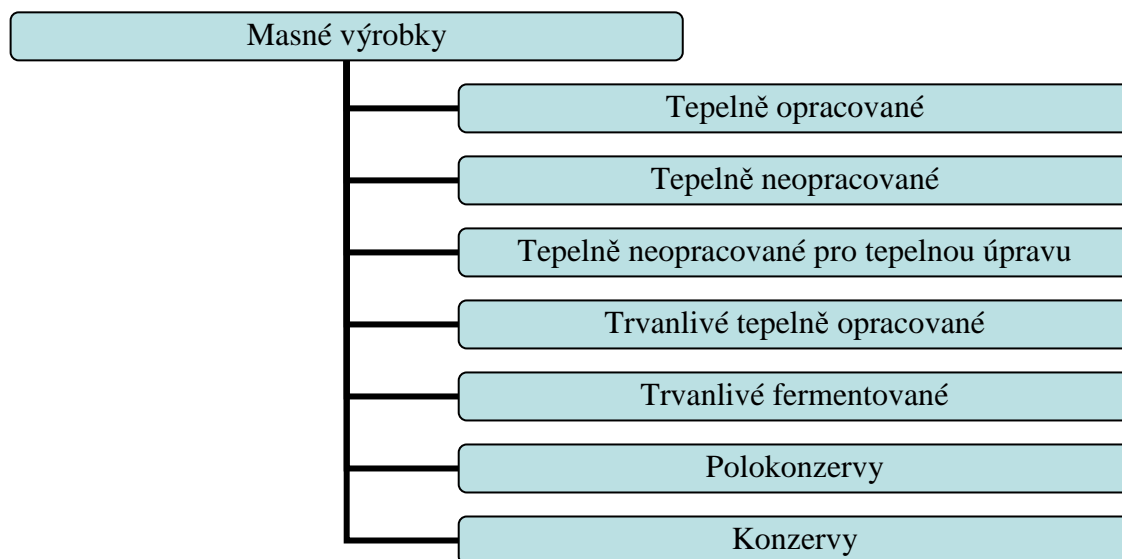 Masné výrobky
Tepelně opracované
Tepelně neopracované
Tepelně neopracované pro tepelnou úpravu
Trvanlivé tepelně opracované
Trvanlivé fermentované
Polokonzervy
Konzervy